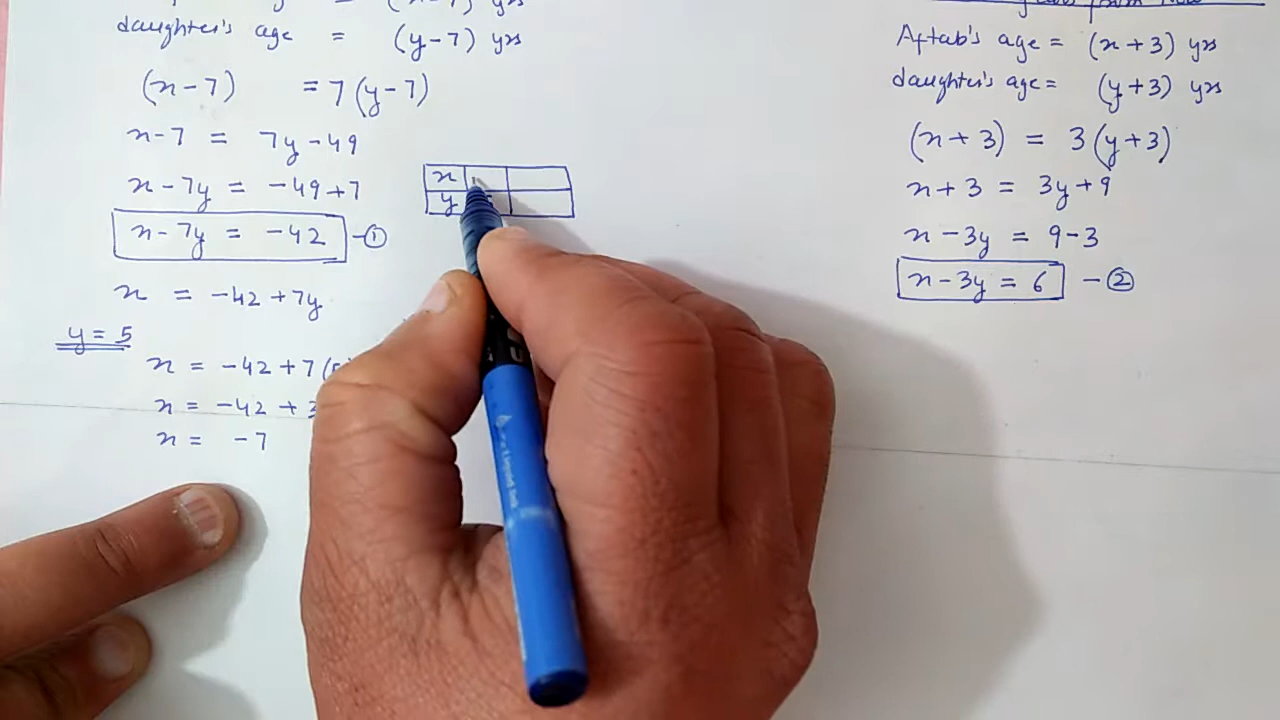 daughter's age = (y-7) yrs
(x-7) = 7(y-7)
x-7 = 7y-49
x-7y = -49+7
x-7y = -42 -①
x = -42+7y
y = 5
x = -42+7(
x = -42 + 3
x = -7
x
y
Aftab's age = (x+3) yrs
daughter's age = (y+3) yrs
(x+3) = 3(y+3)
x+3 = 3y+9
x-3y = 9-3
x-3y = 6 -②